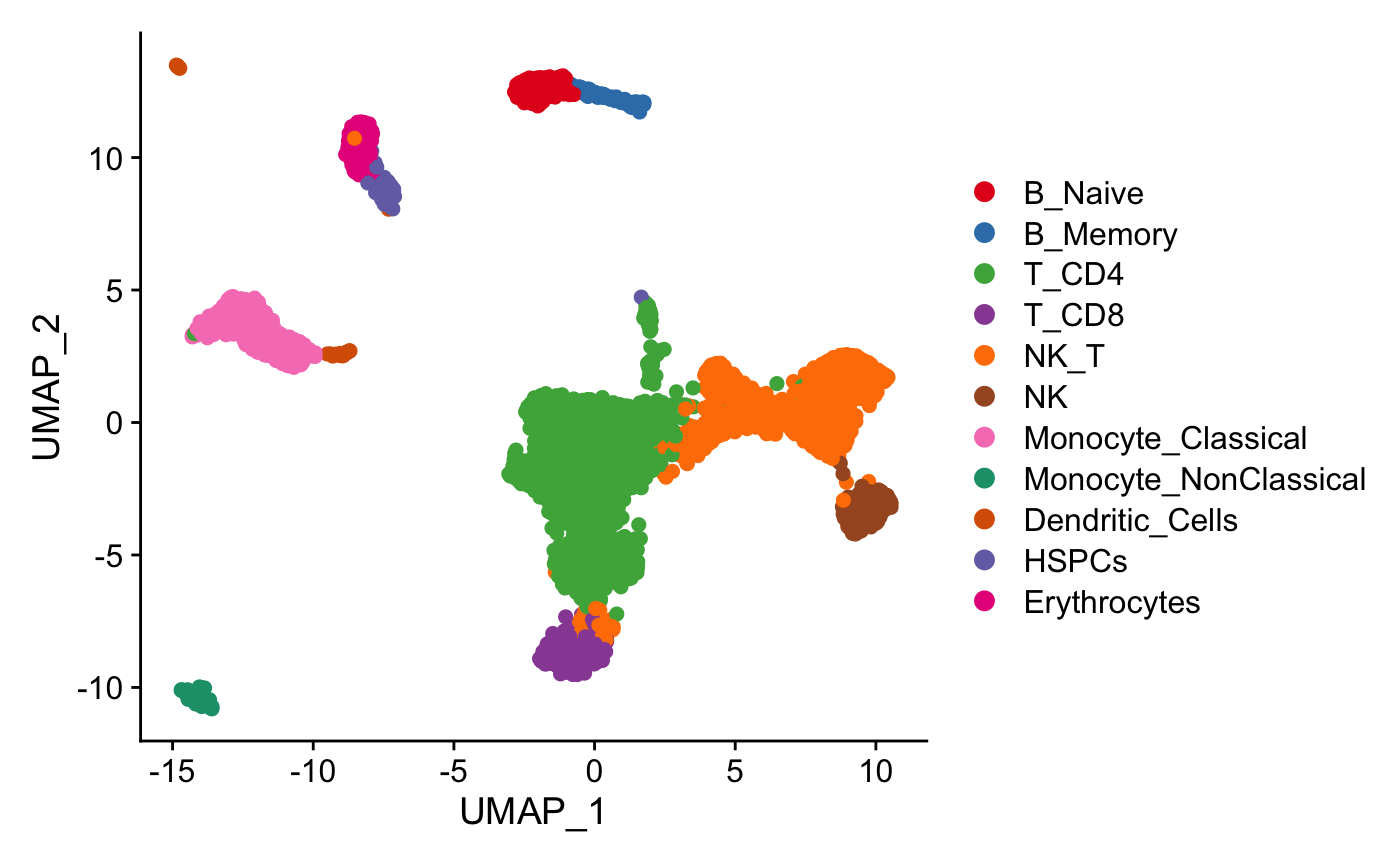 10
5
0
-5
-10
UMAP_2
-15
-10
-5
0
5
10
UMAP_1
B_Naive
B_Memory
T_CD4
T_CD8
NK_T
NK
Monocyte_Classical
Monocyte_NonClassical
Dendritic_Cells
HSPCs
Erythrocytes